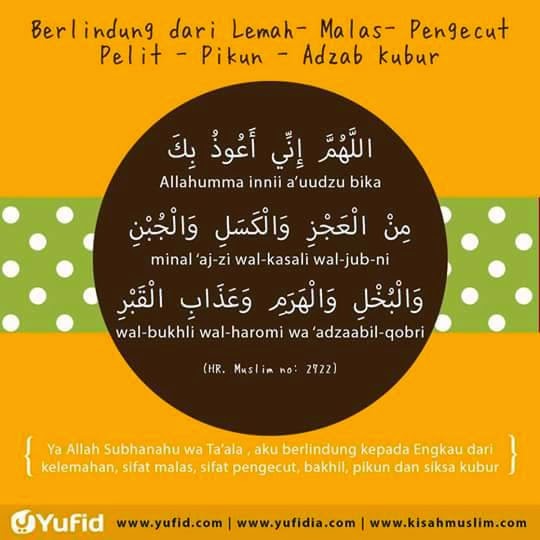 Berlindung dari Lemah- Malas- Pengecut
Pelit - Pikun - Adzab kubur
اللَّهُمَّ إِنِّي أَعُوذُ بِكَ
Allahumma innii a'uudzu bika
مِنْ الْعَجْزِ وَالْكَسَلِ وَالْجُبْنِ
minal 'aj-zi wal-kasali wal-jub-ni
وَالْبُخْلِ وَالْهَرَمِ وَعَذَابِ الْقَبْرِ
wal-bukhli wal-haromi wa 'adzaabil-qobri
(HR. Muslim no: 2722)
{ Ya Allah Subhanahu wa Ta'ala , aku berlindung kepada Engkau dari
kelemahan, sifat malas, sifat pengecut, bakhil, pikun dan siksa kubur }
Yufid www.yufid.com | www.yufidia.com | www.kisahmuslim.com